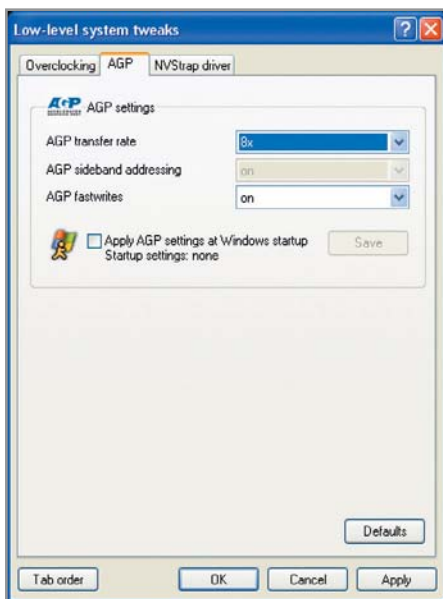 Low-level system tweaks
Overclocking AGP NVStrap driver
AGP AGP settings
AGP transfer rate 8x
AGP sideband addressing on
AGP fastwrites on
Apply AGP settings at Windows startup Save
Startup settings: none
Defaults
Tab order OK Cancel Apply